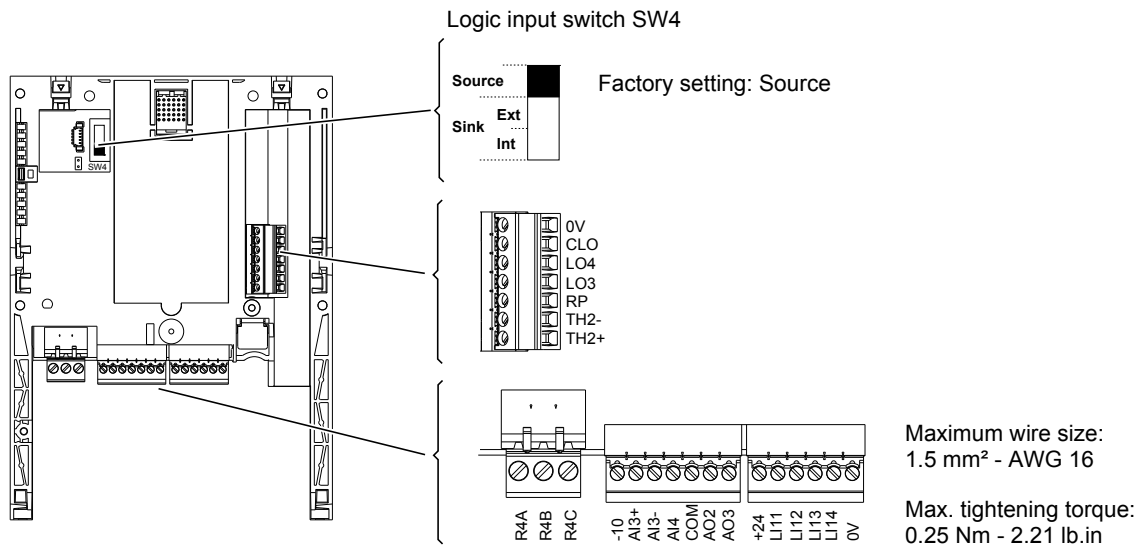 Logic input switch SW4
Source
Factory setting: Source
Sink
Ext
Int
SW4
0V
CLO
LO4
LO3
RP
TH2-
TH2+
R4A
R4B
R4C
-10
AI3+
AI3-
AI4
COM
AO2
AO3
+24
LI11
LI12
LI13
LI14
0V
Maximum wire size:
1.5 mm² - AWG 16
Max. tightening torque:
0.25 Nm - 2.21 lb.in